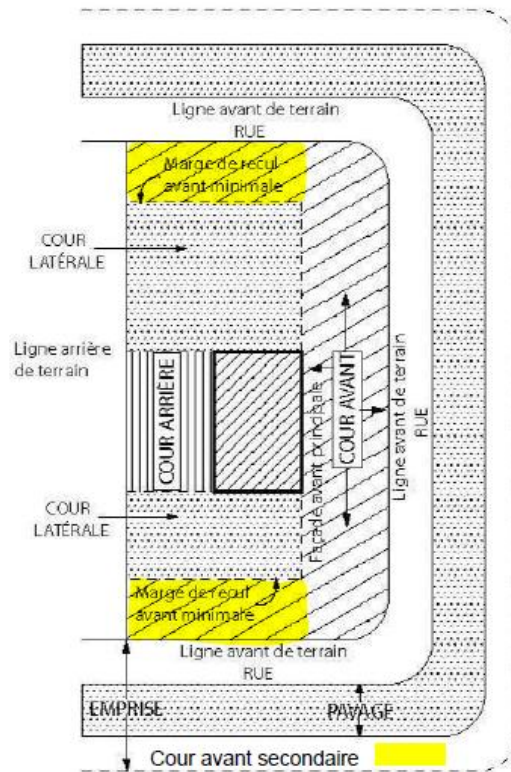 Ligne avant de terrain
RUE
Marge de recul
avant minimale
COUR
LATÉRALE
Ligne arrière
de terrain
COUR ARRIÈRE
Façade avant principale
COUR AVANT
Ligne avant de terrain
RUE
COUR
LATÉRALE
Marge de recul
avant minimale
Ligne avant de terrain
RUE
EMPRISE
PAVAGE
Cour avant secondaire